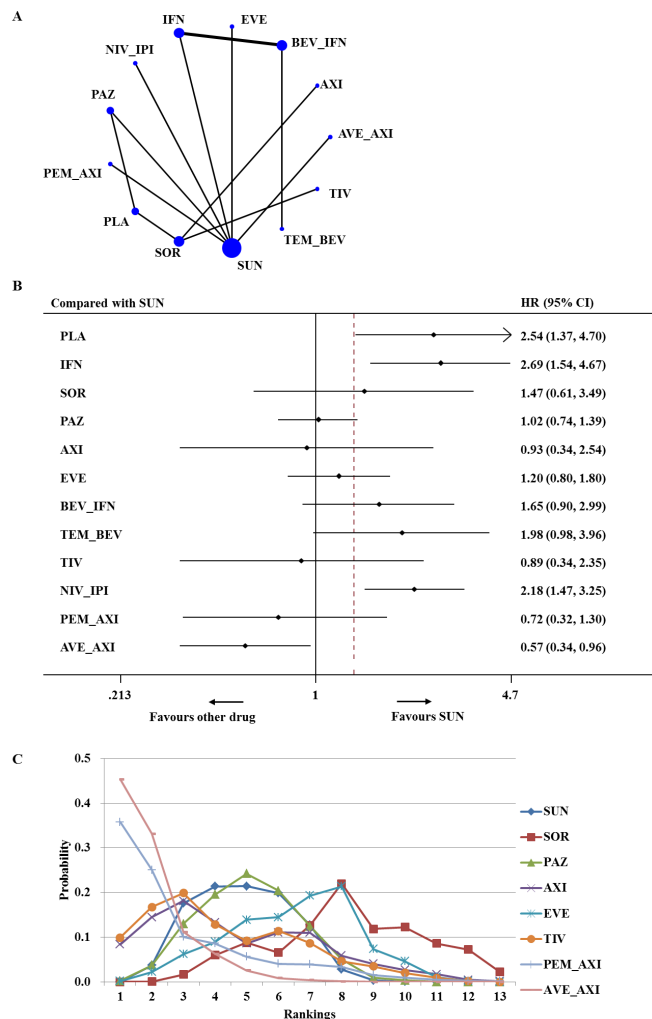 A
IFN
EVE
BEV_IFN
NIV_IPI
AXI
PAZ
AVE_AXI
PEM_AXI
TIV
PLA
TEM_BEV
SOR
SUN
B
Compared with SUN HR (95% CI)
PLA 2.54 (1.37, 4.70)
IFN 2.69 (1.54, 4.67)
SOR 1.47 (0.61, 3.49)
PAZ 1.02 (0.74, 1.39)
AXI 0.93 (0.34, 2.54)
EVE 1.20 (0.80, 1.80)
BEV_IFN 1.65 (0.90, 2.99)
TEM_BEV 1.98 (0.98, 3.96)
TIV 0.89 (0.34, 2.35)
NIV_IPI 2.18 (1.47, 3.25)
PEM_AXI 0.72 (0.32, 1.30)
AVE_AXI 0.57 (0.34, 0.96)
.213 1 4.7
Favours other drug Favours SUN
C
Probability
0.5
0.4
0.3
0.2
0.1
0.0
1 2 3 4 5 6 7 8 9 10 11 12 13
Rankings
SUN
SOR
PAZ
AXI
EVE
TIV
PEM_AXI
AVE_AXI